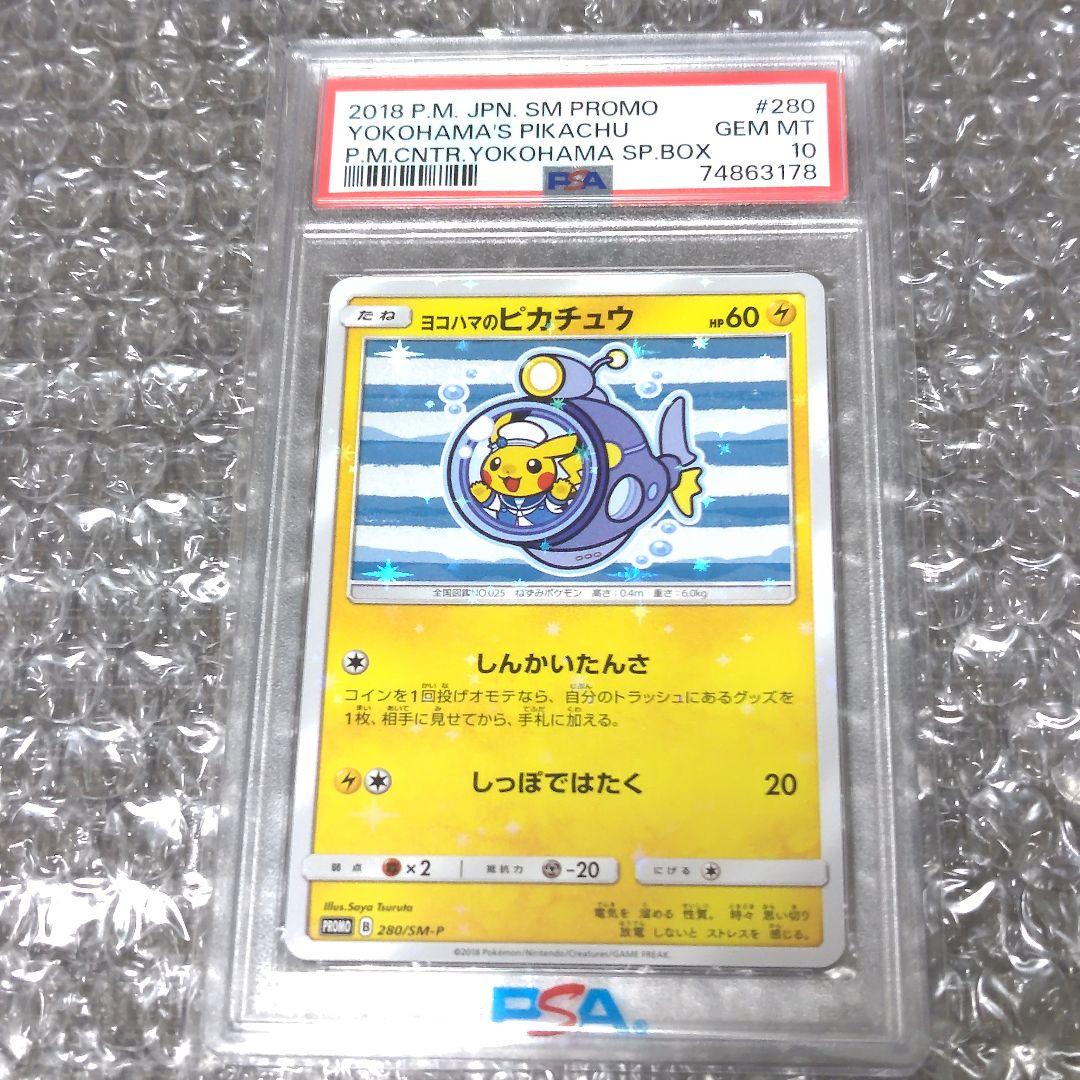 2018 P.M. JPN. SM PROMO #280
YOKOHAMA'S PIKACHU GEM MT
P.M.CNTR.YOKOHAMA SP.BOX 10
PSA 74863178
たね ヨコハマのピカチュウ HP60
全国図鑑NO.025 ねずみポケモン 高さ:0.4m 重さ:6.0kg
しんかいたんさ
コインを1回投げオモテなら、自分のトラッシュにあるグッズを
1枚、相手に見せてから、手札に加える。
しっぽではたく 20
弱点 ×2 抵抗力 -20 にげる
Illus.Saya Tsuruta
電気を 溜める 性質。 時々 思い切り
放電 しないと ストレスを 感じる。
PROMO B 280/SM-P
©2018 Pokémon/Nintendo/Creatures/GAME FREAK.
PSA